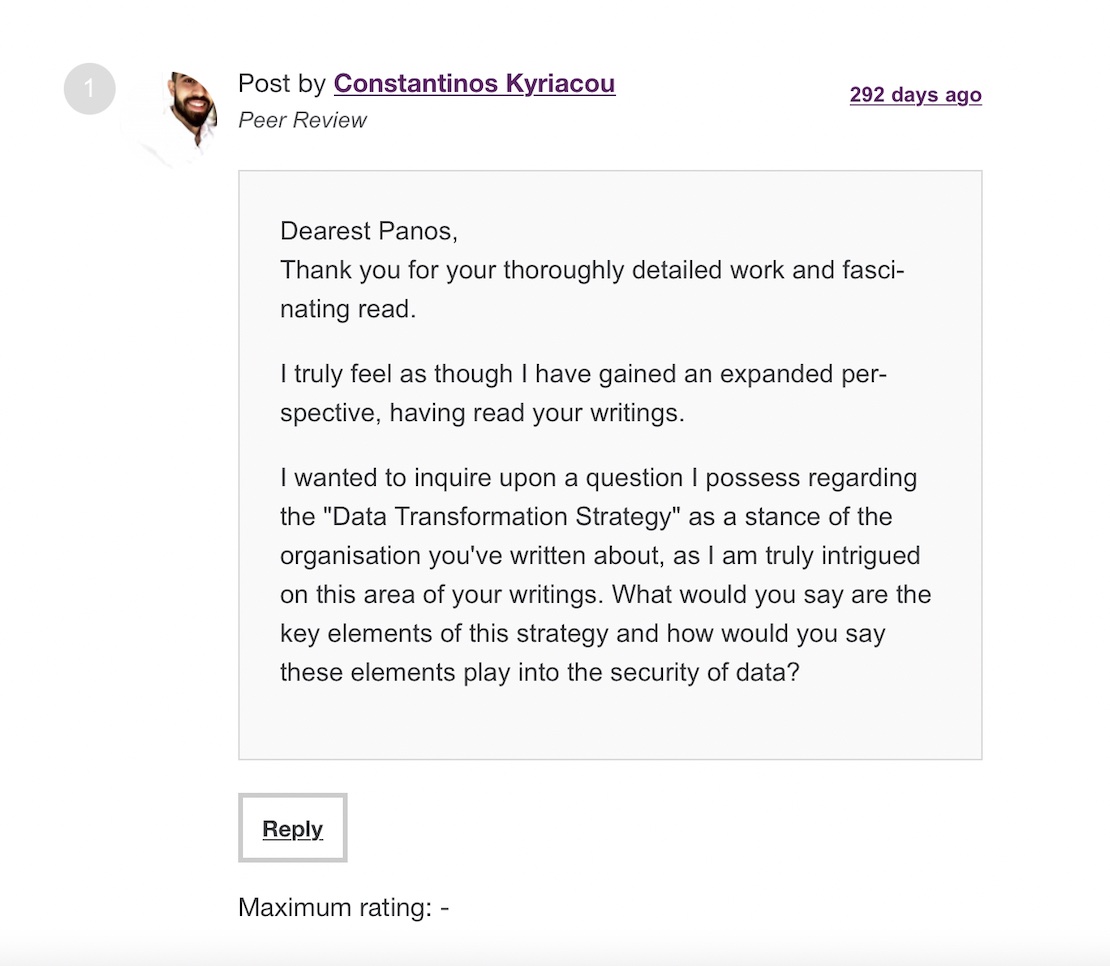 1
Post by Constantinos Kyriacou
292 days ago
Peer Review
Dearest Panos,
Thank you for your thoroughly detailed work and fasci-
nating read.
I truly feel as though I have gained an expanded per-
spective, having read your writings.
I wanted to inquire upon a question I possess regarding
the "Data Transformation Strategy" as a stance of the
organisation you've written about, as I am truly intrigued
on this area of your writings. What would you say are the
key elements of this strategy and how would you say
these elements play into the security of data?
Reply
Maximum rating: -